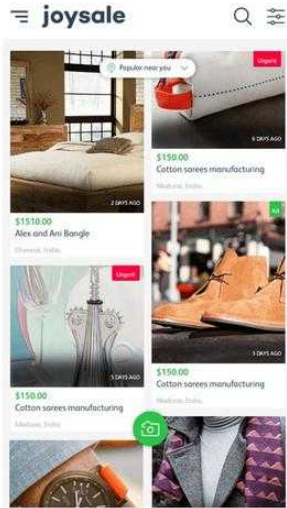 joysale
Popular near you
2 DAYS AGO
$1510.00
Alex and Ani Bangle
Chennai, India.
Urgent
6 DAYS AGO
$150.00
Cotton sarees manufacturing
Madurai, India.
Urgent
5 DAYS AGO
$150.00
Cotton sarees manufacturing
Madurai, India.
Ad
3 DAYS AGO
$150.00
Cotton sarees manufacturing
Madurai, India.